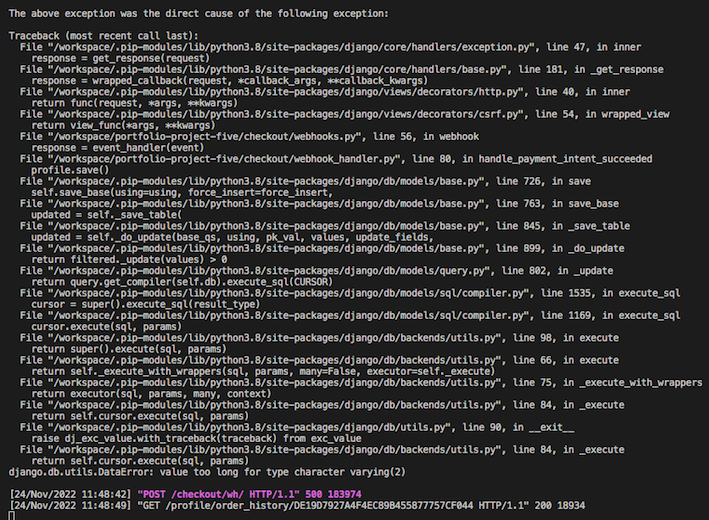 The above exception was the direct cause of the following exception:
Traceback (most recent call last):
File "/workspace/.pip-modules/lib/python3.8/site-packages/django/core/handlers/exception.py", line 47, in inner
response = get_response(request)
File "/workspace/.pip-modules/lib/python3.8/site-packages/django/core/handlers/base.py", line 181, in _get_response
response = wrapped_callback(request, *callback_args, **callback_kwargs)
File "/workspace/.pip-modules/lib/python3.8/site-packages/django/views/decorators/http.py", line 40, in inner
return func(request, *args, **kwargs)
File "/workspace/.pip-modules/lib/python3.8/site-packages/django/views/decorators/csrf.py", line 54, in wrapped_view
return view_func(*args, **kwargs)
File "/workspace/portfolio-project-five/checkout/webhooks.py", line 56, in webhook
response = event_handler(event)
File "/workspace/portfolio-project-five/checkout/webhook_handler.py", line 80, in handle_payment_intent_succeeded
profile.save()
File "/workspace/.pip-modules/lib/python3.8/site-packages/django/db/models/base.py", line 726, in save
self.save_base(using=using, force_insert=force_insert,
File "/workspace/.pip-modules/lib/python3.8/site-packages/django/db/models/base.py", line 763, in save_base
updated = self._save_table(
File "/workspace/.pip-modules/lib/python3.8/site-packages/django/db/models/base.py", line 845, in _save_table
updated = self._do_update(base_qs, using, pk_val, values, update_fields,
File "/workspace/.pip-modules/lib/python3.8/site-packages/django/db/models/base.py", line 899, in _do_update
return filtered._update(values) > 0
File "/workspace/.pip-modules/lib/python3.8/site-packages/django/db/models/query.py", line 802, in _update
return query.get_compiler(self.db).execute_sql(CURSOR)
File "/workspace/.pip-modules/lib/python3.8/site-packages/django/db/models/sql/compiler.py", line 1535, in execute_sql
cursor = super().execute_sql(result_type)
File "/workspace/.pip-modules/lib/python3.8/site-packages/django/db/models/sql/compiler.py", line 1169, in execute_sql
cursor.execute(sql, params)
File "/workspace/.pip-modules/lib/python3.8/site-packages/django/db/backends/utils.py", line 98, in execute
return super().execute(sql, params)
File "/workspace/.pip-modules/lib/python3.8/site-packages/django/db/backends/utils.py", line 66, in execute
return self._execute_with_wrappers(sql, params, many=False, executor=self._execute)
File "/workspace/.pip-modules/lib/python3.8/site-packages/django/db/backends/utils.py", line 75, in _execute_with_wrappers
return executor(sql, params, many, context)
File "/workspace/.pip-modules/lib/python3.8/site-packages/django/db/backends/utils.py", line 84, in _execute
return self.cursor.execute(sql, params)
File "/workspace/.pip-modules/lib/python3.8/site-packages/django/db/utils.py", line 90, in __exit__
raise dj_exc_value.with_traceback(traceback) from exc_value
File "/workspace/.pip-modules/lib/python3.8/site-packages/django/db/backends/utils.py", line 84, in _execute
return self.cursor.execute(sql, params)
django.db.utils.DataError: value too long for type character varying(2)
[24/Nov/2022 11:48:42] "POST /checkout/wh/ HTTP/1.1" 500 183974
[24/Nov/2022 11:48:49] "GET /profile/order_history/DE19D7927A4F4EC89B455877757CF044 HTTP/1.1" 200 18934